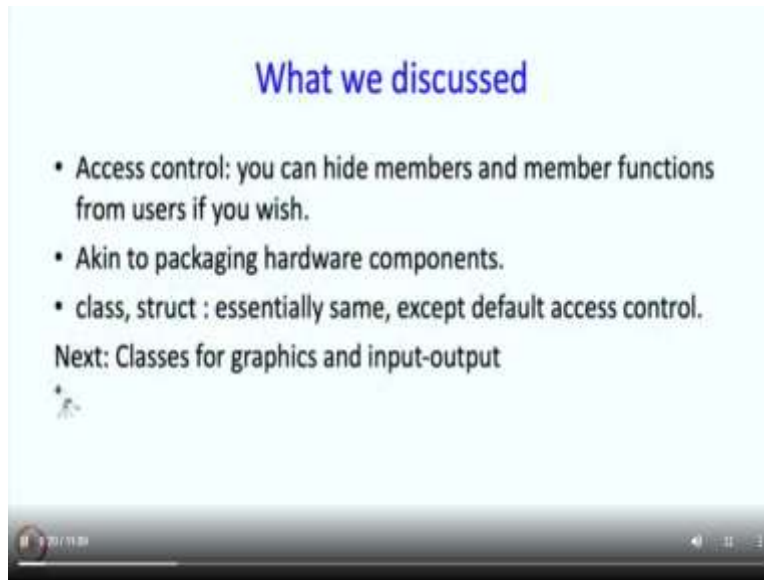 What we discussed
• Access control: you can hide members and member functions
from users if you wish.
• Akin to packaging hardware components.
• class, struct : essentially same, except default access control.
Next: Classes for graphics and input-output